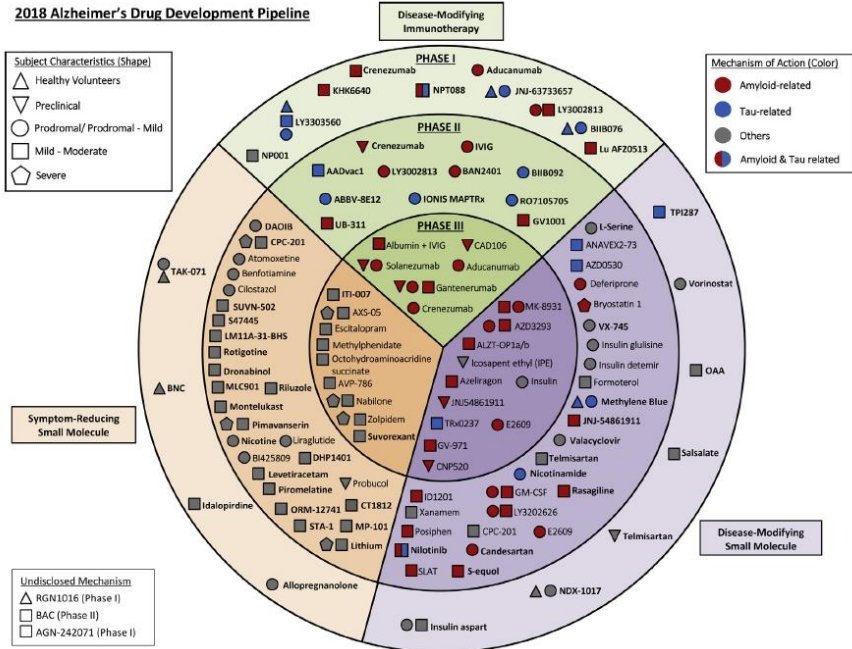 2018 Alzheimer's Drug Development Pipeline
Disease-Modifying
Immunotherapy
Subject Characteristics (Shape)
Healthy Volunteers
Preclinical
Prodromal/ Prodromal - Mild
Mild - Moderate
Severe
Mechanism of Action (Color)
Amyloid-related
Tau-related
Others
Amyloid & Tau related
PHASE I
Crenezumab
Aducanumab
KHK6640
NPT088
JNJ-63733657
LY3303560
LY3002813
BIIB076
NP001
Lu AF20513
PHASE II
Crenezumab
IVIG
AADvac1
LY3002813
BAN2401
BIIB092
ABBV-8E12
IONIS MAPTRx
RO7105705
UB-311
GV1001
PHASE III
Albumin + IVIG
CAD106
Solanezumab
Aducanumab
Gantenerumab
Crenezumab
TPI287
Vorinostat
OAA
Salsalate
Telmisartan
NDX-1017
Insulin aspart
L-Serine
ANAVEX2-73
AZD0530
Deferiprone
Bryostatin 1
VX-745
Insulin glulisine
Insulin detemir
Formoterol
Methylene Blue
JNJ-54861911
Valacyclovir
Telmisartan
Nicotinamide
ID1201
GM-CSF
Rasagiline
Xanamem
LY3202626
Posiphen
CPC-201
E2609
Nilotinib
Candesartan
SLAT
S-equol
MK-8931
AZD3293
ALZT-OP1a/b
Icosapent ethyl (IPE)
Azeliragon
Insulin
JNJ54861911
TRx0237
E2609
GV-971
CNP520
Disease-Modifying
Small Molecule
TAK-071
BNC
Idalopirdine
Allopregnanolone
DAOIB
CPC-201
Atomoxetine
Benfotiamine
Cilostazol
SUVN-502
S47445
LM11A-31-BHS
Rotigotine
Dronabinol
MLC901
Riluzole
Montelukast
Pimavanserin
Nicotine
Liraglutide
BI425809
DHP1401
Levetiracetam
Probucol
Piromelatine
ORM-12741
CT1812
STA-1
MP-101
Lithium
ITI-007
AXS-05
Escitalopram
Methylphenidate
Octohydroaminoacridine
succinate
AVP-786
Nabilone
Zolpidem
Suvorexant
Symptom-Reducing
Small Molecule
Undisclosed Mechanism
RGN1016 (Phase I)
BAC (Phase II)
AGN-242071 (Phase I)